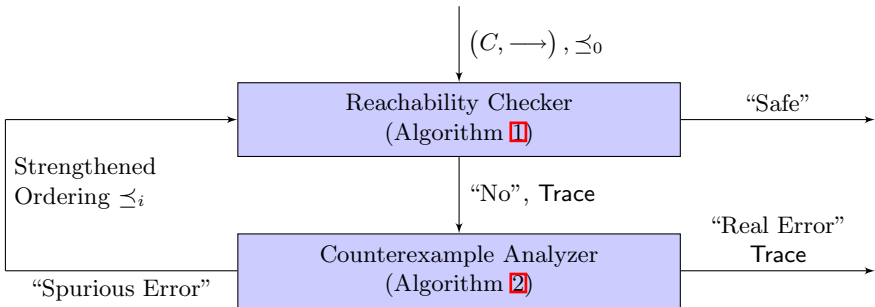 (C, ⟶), ⪯₀
Reachability Checker
(Algorithm 1)
“Safe”
Strengthened
Ordering ⪯ᵢ
“No”, Trace
Counterexample Analyzer
(Algorithm 2)
“Real Error”
Trace
“Spurious Error”